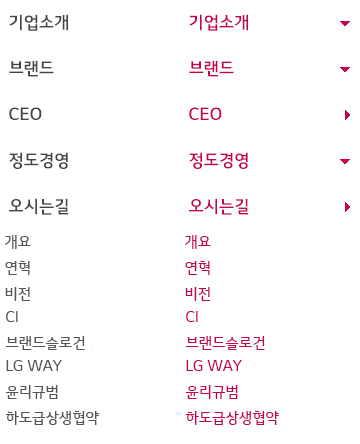 기업소개 기업소개
브랜드 브랜드
CEO CEO
정도경영 정도경영
오시는길 오시는길
개요 개요
연혁 연혁
비전 비전
CI CI
브랜드슬로건 브랜드슬로건
LG WAY LG WAY
윤리규범 윤리규범
하도급상생협약 하도급상생협약